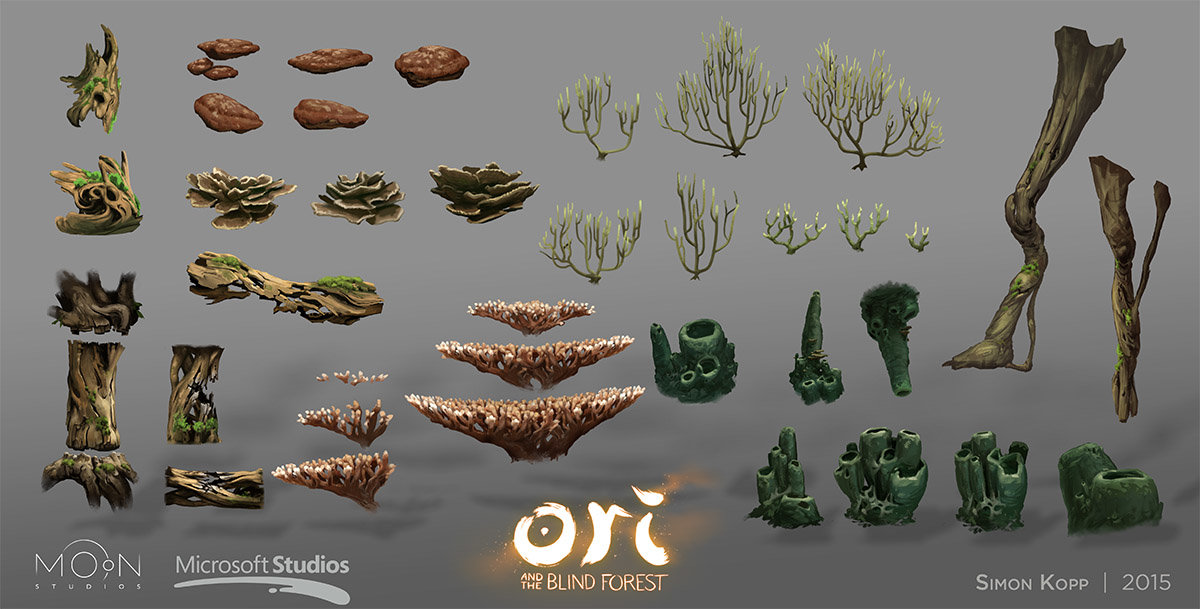 ori
AND THE BLIND FOREST
MOON
STUDIOS
Microsoft Studios
SIMON KOPP | 2015